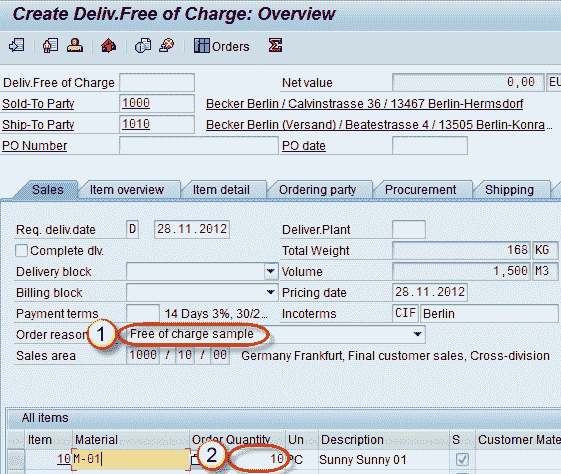 Create Deliv.Free of Charge: Overview
Orders
Deliv.Free of Charge Net value 0,00 EU
Sold-To Party 1000 Becker Berlin / Calvinstrasse 36 / 13467 Berlin-Hermsdorf
Ship-To Party 1010 Becker Berlin (Versand) / Beatestrasse 4 / 13505 Berlin-Konra...
PO Number PO date
Sales Item overview Item detail Ordering party Procurement Shipping
Req. deliv.date D 28.11.2012 Deliver.Plant
Complete dlv. Total Weight 168 KG
Delivery block Volume 1,500 M3
Billing block Pricing date 28.11.2012
Payment terms 14 Days 3%, 30/2... Incoterms CIF Berlin
Order reason 1 Free of charge sample
Sales area 1000 / 10 / 00 Germany Frankfurt, Final customer sales, Cross-division
All items
Item Material Order Quantity Un Description S Customer Mate
10 M-01 2 10 PC Sunny Sunny 01